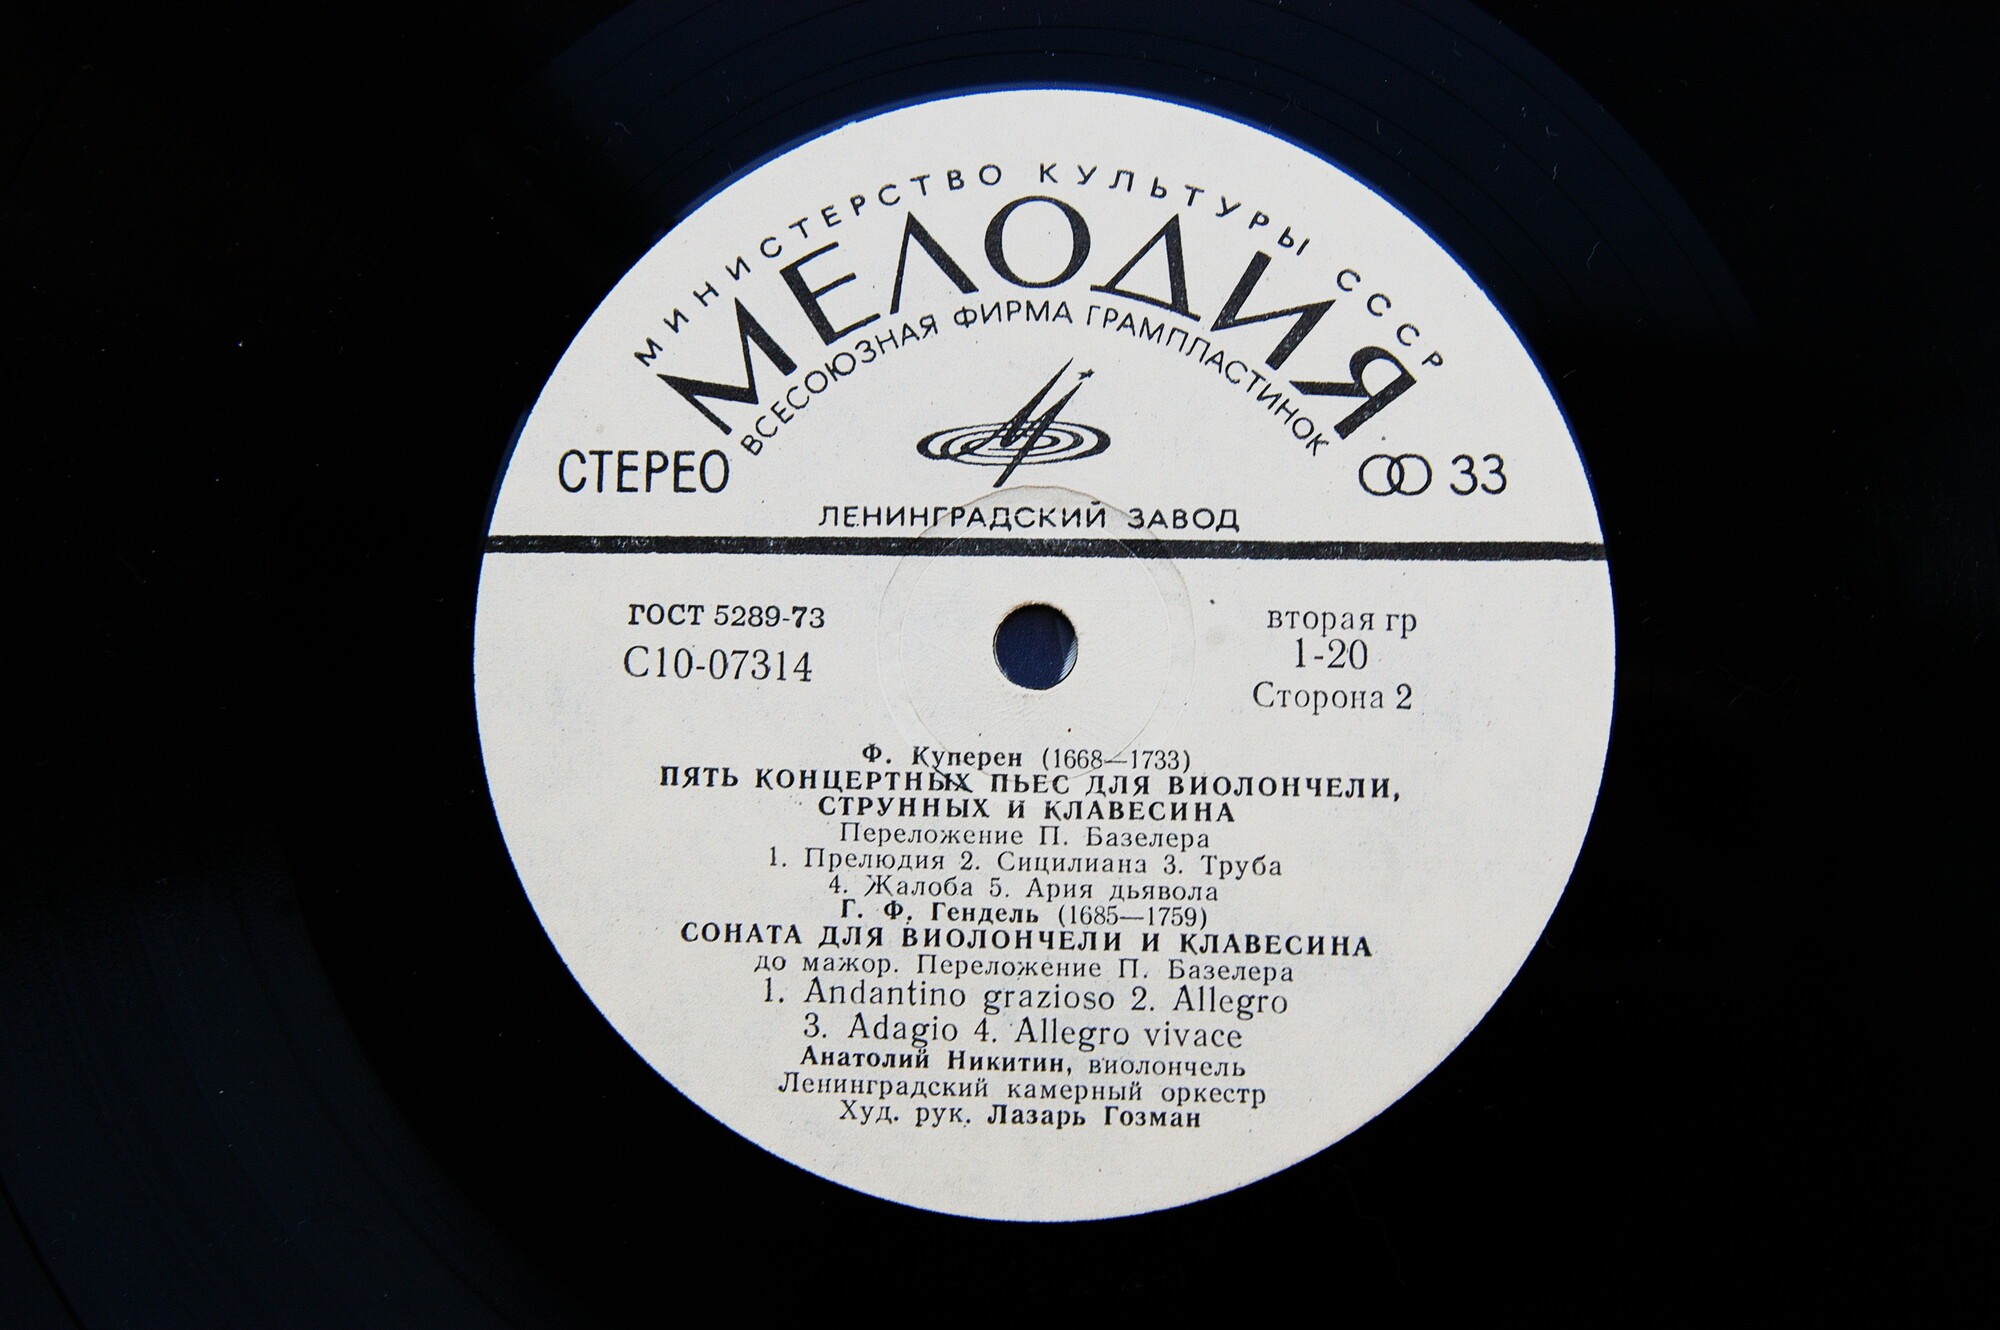 МИНИСТЕРСТВО КУЛЬТУРЫ СССР
МЕЛОДИЯ
ВСЕСОЮЗНАЯ ФИРМА ГРАМПЛАСТИНОК
СТЕРЕО
33
ЛЕНИНГРАДСКИЙ ЗАВОД
ГОСТ 5289-73
С10-07314
вторая гр
1-20
Сторона 2
Ф. Куперен (1668—1733)
ПЯТЬ КОНЦЕРТНЫХ ПЬЕС ДЛЯ ВИОЛОНЧЕЛИ,
СТРУННЫХ И КЛАВЕСИНА
Переложение П. Базелера
1. Прелюдия 2. Сицилиана 3. Труба
4. Жалоба 5. Ария дьявола
Г. Ф. Гендель (1685—1759)
СОНАТА ДЛЯ ВИОЛОНЧЕЛИ И КЛАВЕСИНА
до мажор. Переложение П. Базелера
1. Andantino grazioso 2. Allegro
3. Adagio 4. Allegro vivace
Анатолий Никитин, виолончель
Ленинградский камерный оркестр
Худ. рук. Лазарь Гозман